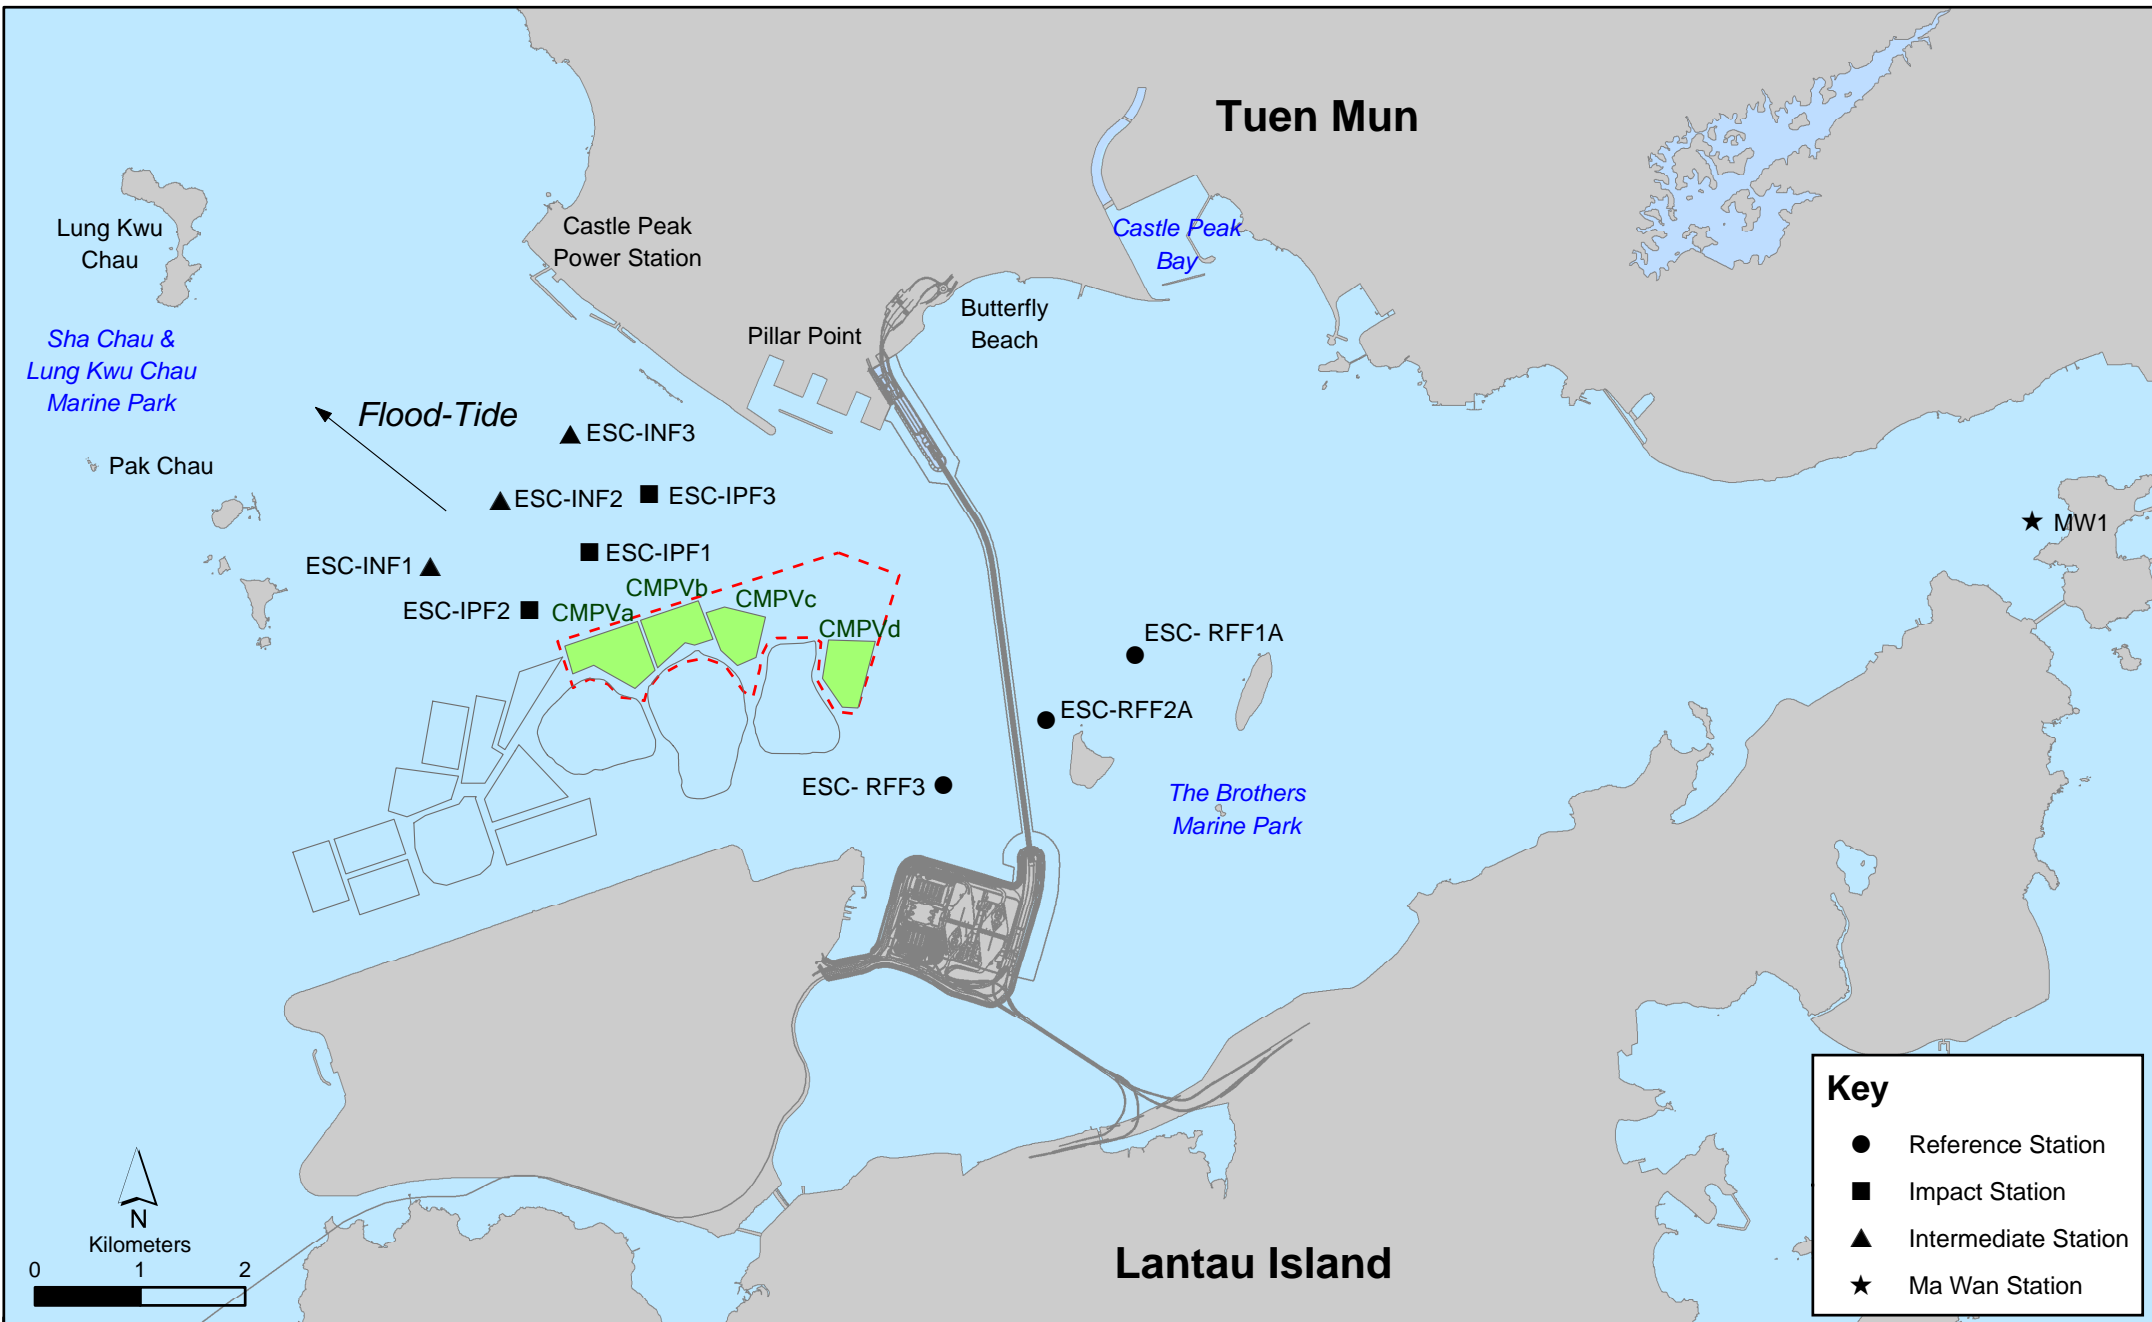 Tuen Mun
Lung Kwu
Chau
Castle Peak
Power Station
Castle Peak
Bay
Butterfly
Beach
Pillar Point
Sha Chau &
Lung Kwu Chau
Marine Park
Flood-Tide
ESC-INF3
Pak Chau
ESC-INF2
ESC-IPF3
MW1
ESC-INF1
ESC-IPF1
CMPVb
CMPVc
ESC-IPF2
CMPVa
CMPVd
ESC- RFF1A
ESC-RFF2A
ESC- RFF3
The Brothers
Marine Park
Key
Reference Station
Impact Station
Intermediate Station
Ma Wan Station
N
Kilometers
0 1 2
Lantau Island